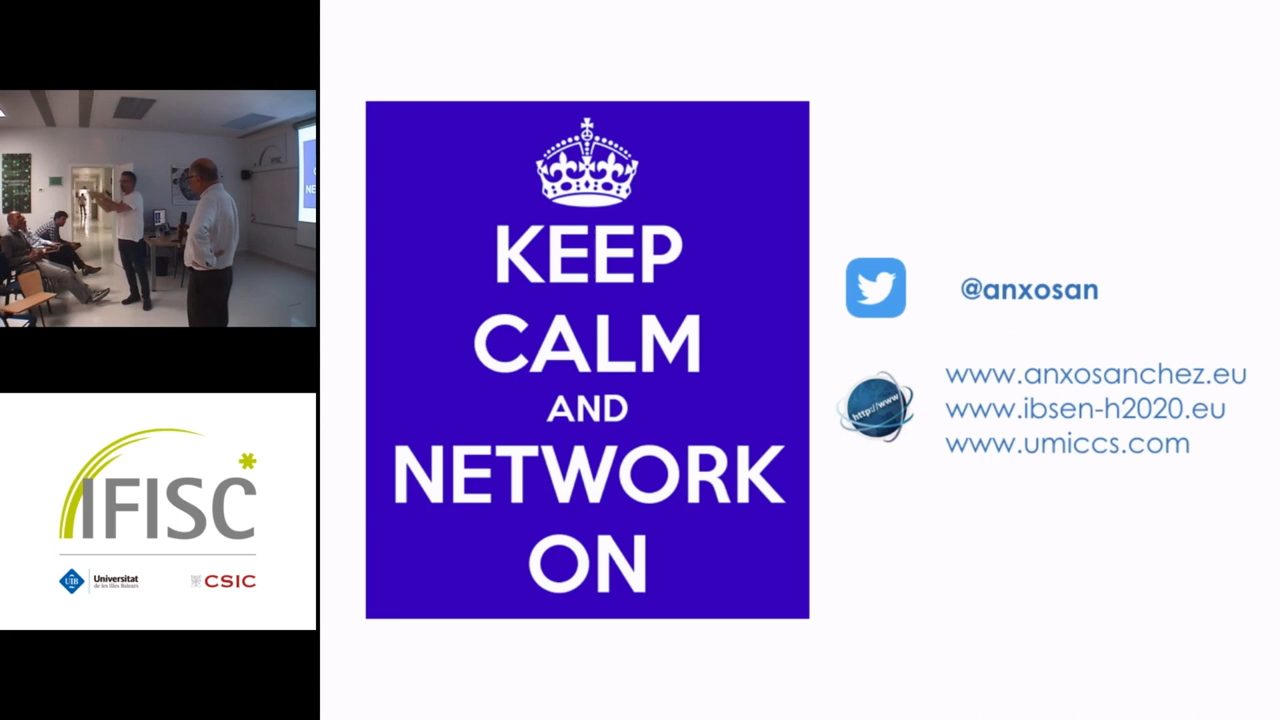 IFISC
UIB
Universitat
de les Illes Balears
CSIC
KEEP
CALM
AND
NETWORK
ON
@anxosan
http://www
www.anxosanchez.eu
www.ibsen-h2020.eu
www.umiccs.com